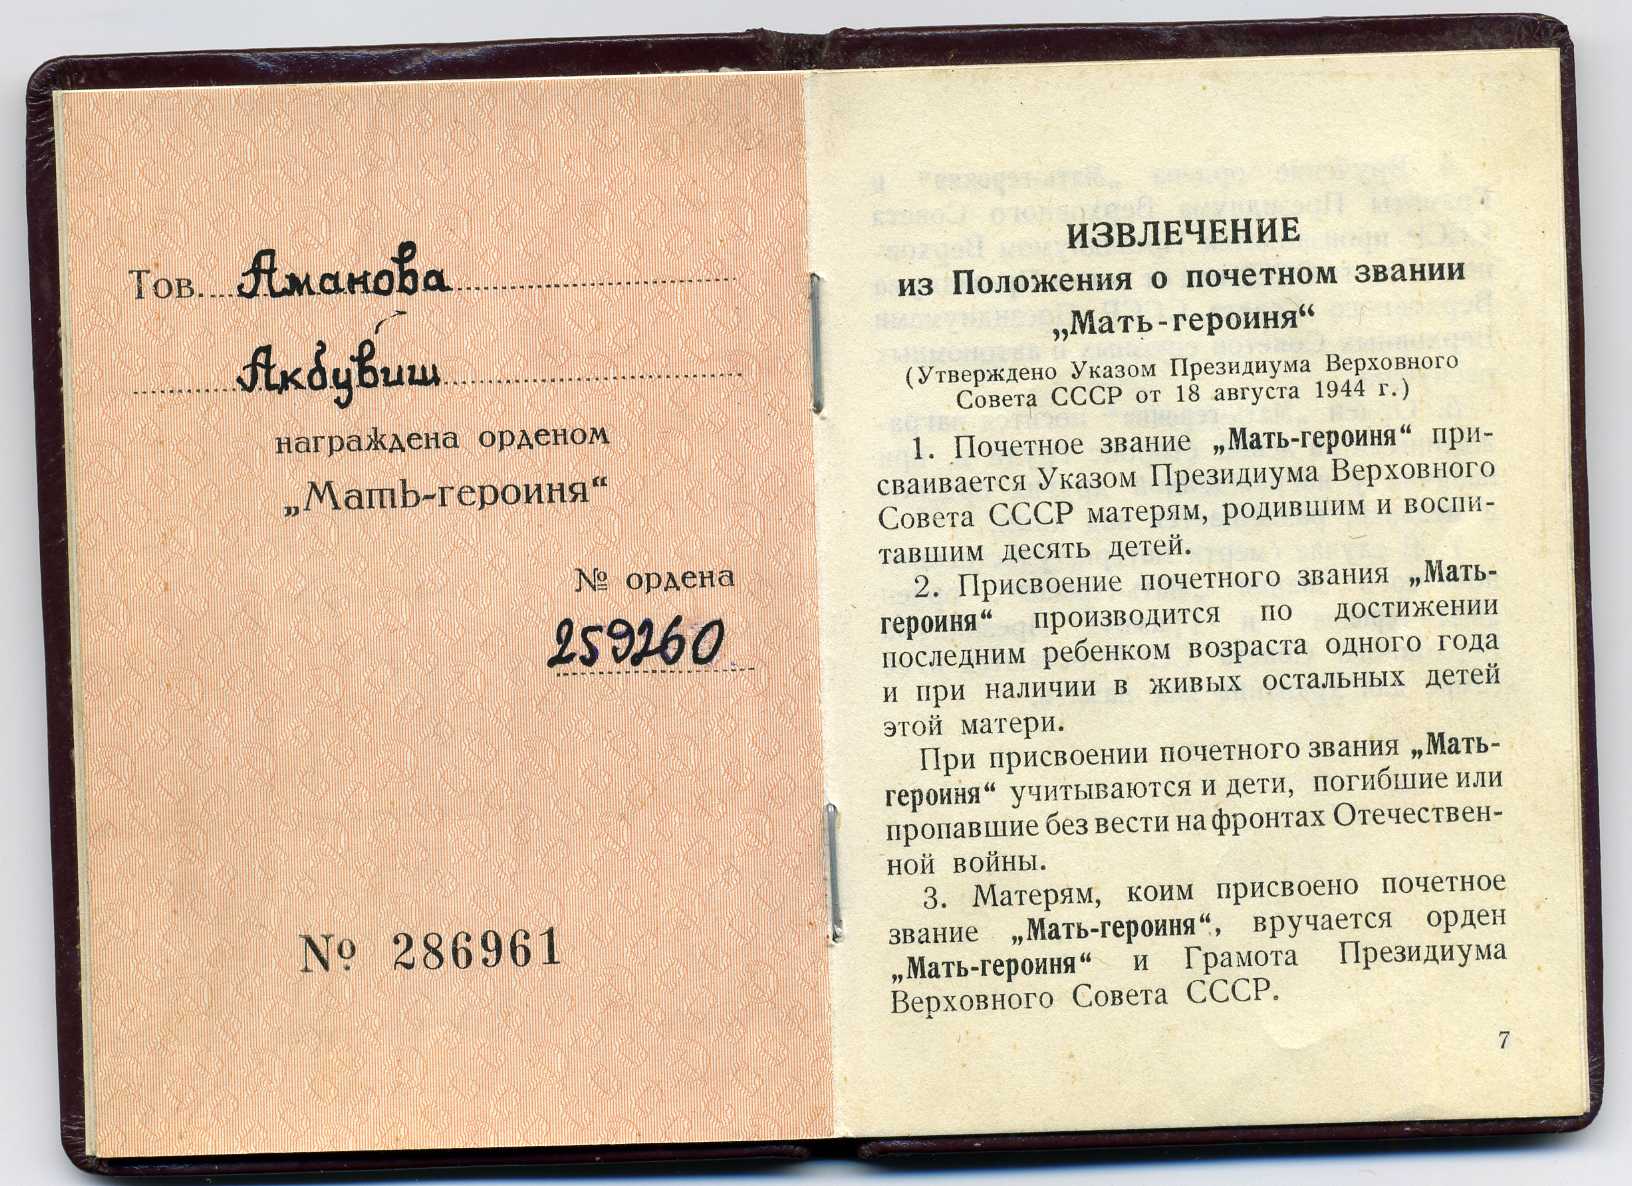 Тов. Аманова
Акбувиш
награждена орденом
„Мать-героиня“
№ ордена
259260
№ 286961
ИЗВЛЕЧЕНИЕ
из Положения о почетном звании
„Мать-героиня“
(Утверждено Указом Президиума Верховного
Совета СССР от 18 августа 1944 г.)
1. Почетное звание „Мать-героиня“ при-
сваивается Указом Президиума Верховного
Совета СССР матерям, родившим и воспи-
тавшим десять детей.
2. Присвоение почетного звания „Мать-
героиня“ производится по достижении
последним ребенком возраста одного года
и при наличии в живых остальных детей
этой матери.
При присвоении почетного звания „Мать-
героиня“ учитываются и дети, погибшие или
пропавшие без вести на фронтах Отечествен-
ной войны.
3. Матерям, коим присвоено почетное
звание „Мать-героиня“, вручается орден
„Мать-героиня“ и Грамота Президиума
Верховного Совета СССР.
7